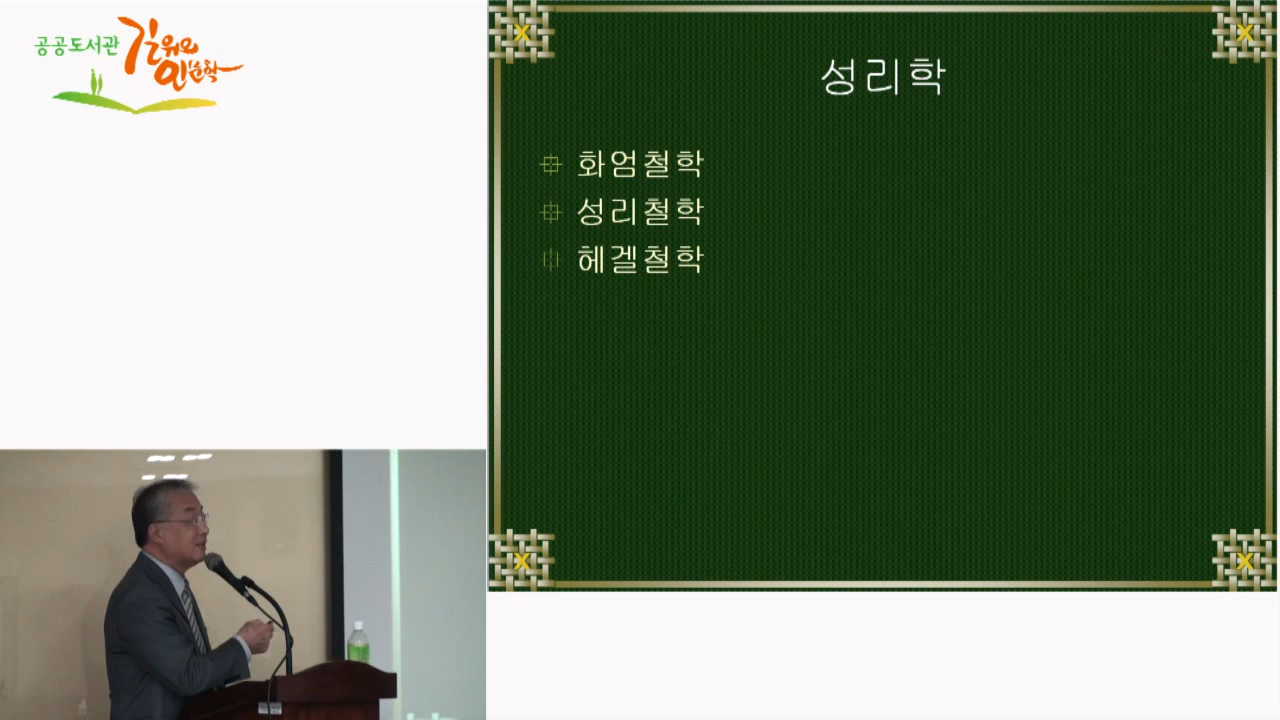 공공도서관 길 위의
인문학
성리학
화엄철학
성리철학
헤겔철학